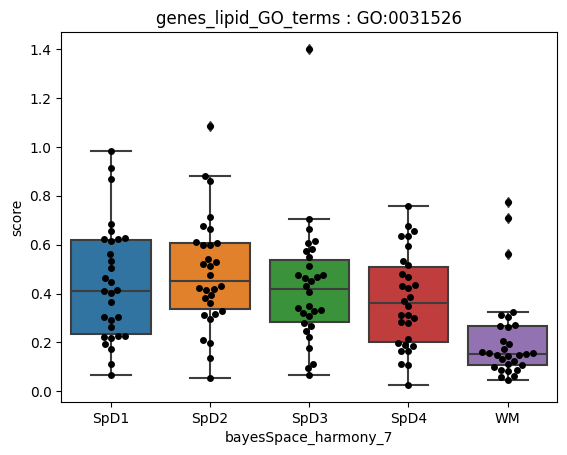 genes_lipid_GO_terms : GO:0031526
1.4
1.2
1.0
0.8
0.6
0.4
0.2
0.0
score
SpD1 SpD2 SpD3 SpD4 WM
bayesSpace_harmony_7